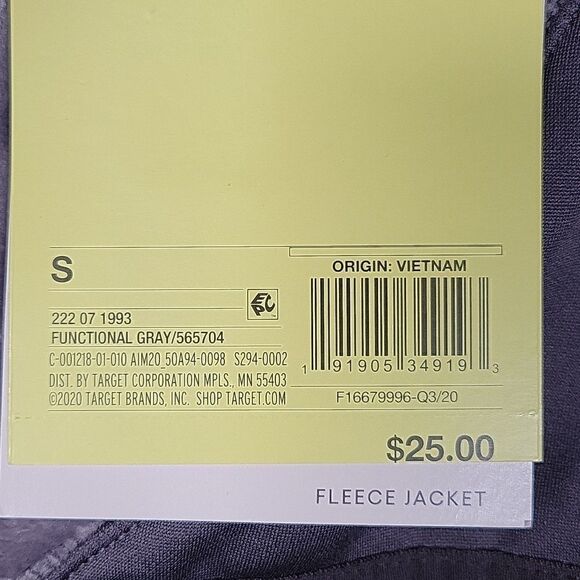 S
ORIGIN: VIETNAM
EPC
222 07 1993
FUNCTIONAL GRAY/565704
C-001218-01-010 AIM20_50A94-0098 S294-0002
DIST. BY TARGET CORPORATION MPLS., MN 55403
©2020 TARGET BRANDS, INC. SHOP TARGET.COM
1 91905 34919 3
F16679996-Q3/20
$25.00
FLEECE JACKET